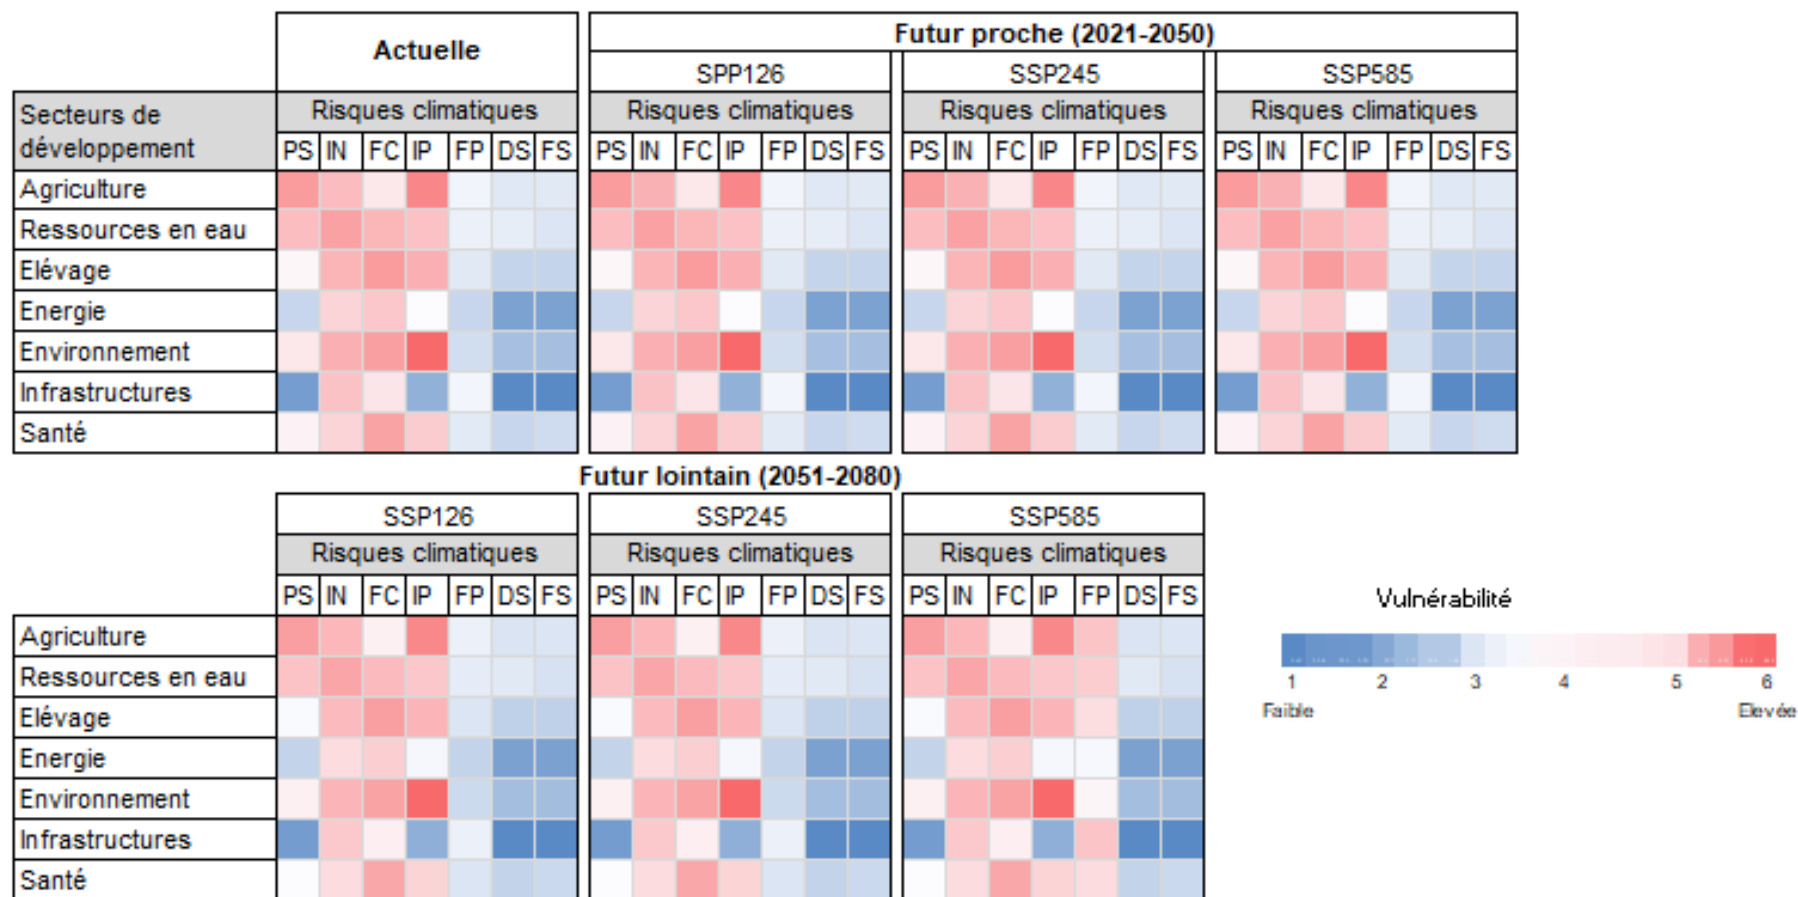 Actuelle
Futur proche (2021-2050)
SPP126 SSP245 SSP585
Secteurs de développement
Risques climatiques Risques climatiques Risques climatiques Risques climatiques
PS IN FC IP FP DS FS PS IN FC IP FP DS FS PS IN FC IP FP DS FS PS IN FC IP FP DS FS
Agriculture
Ressources en eau
Elévage
Energie
Environnement
Infrastructures
Santé
Futur lointain (2051-2080)
SSP126 SSP245 SSP585
Risques climatiques Risques climatiques Risques climatiques
PS IN FC IP FP DS FS PS IN FC IP FP DS FS PS IN FC IP FP DS FS
Agriculture
Ressources en eau
Elévage
Energie
Environnement
Infrastructures
Santé
Vulnérabilité
1 2 3 4 5 6
Faible Elevée